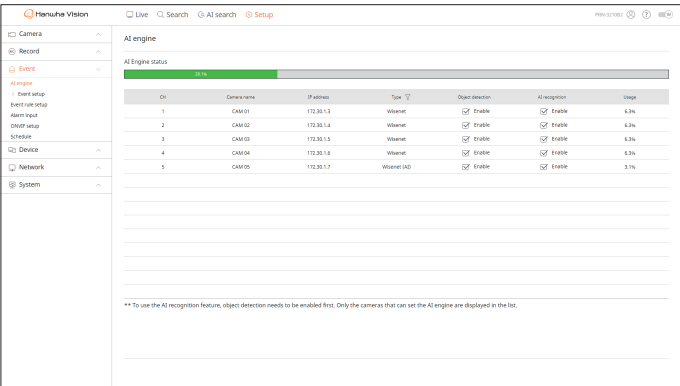 Hanwha Vision
Live
Search
AI search
Setup
PRN-3210B2
Camera
Record
Event
AI engine
Event setup
Event rule setup
Alarm input
ONVIF setup
Schedule
Device
Network
System
AI engine
AI Engine status
28.1%
CH Camera name IP address Type Object detection AI recognition Usage
1 CAM 01 172.30.1.3 Wisenet Enable Enable 6.3%
2 CAM 02 172.30.1.4 Wisenet Enable Enable 6.3%
3 CAM 03 172.30.1.5 Wisenet Enable Enable 6.3%
4 CAM 04 172.30.1.6 Wisenet Enable Enable 6.3%
5 CAM 05 172.30.1.7 Wisenet (AI) Enable Enable 3.1%
** To use the AI recognition feature, object detection needs to be enabled first. Only the cameras that can set the AI engine are displayed in the list.